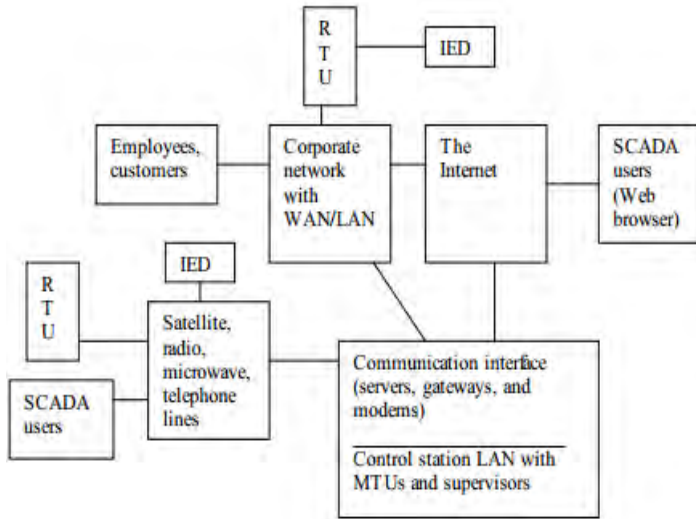 R
T
U
IED
Employees,
customers
Corporate
network
with
WAN/LAN
The
Internet
SCADA
users
(Web
browser)
IED
R
T
U
Satellite,
radio,
microwave,
telephone
lines
SCADA
users
Communication interface
(servers, gateways, and
modems)
Control station LAN with
MTUs and supervisors